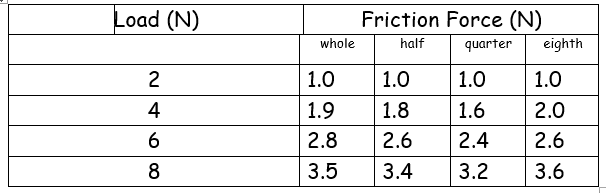 Load (N) Friction Force (N)
whole half quarter eighth
2 1.0 1.0 1.0 1.0
4 1.9 1.8 1.6 2.0
6 2.8 2.6 2.4 2.6
8 3.5 3.4 3.2 3.6